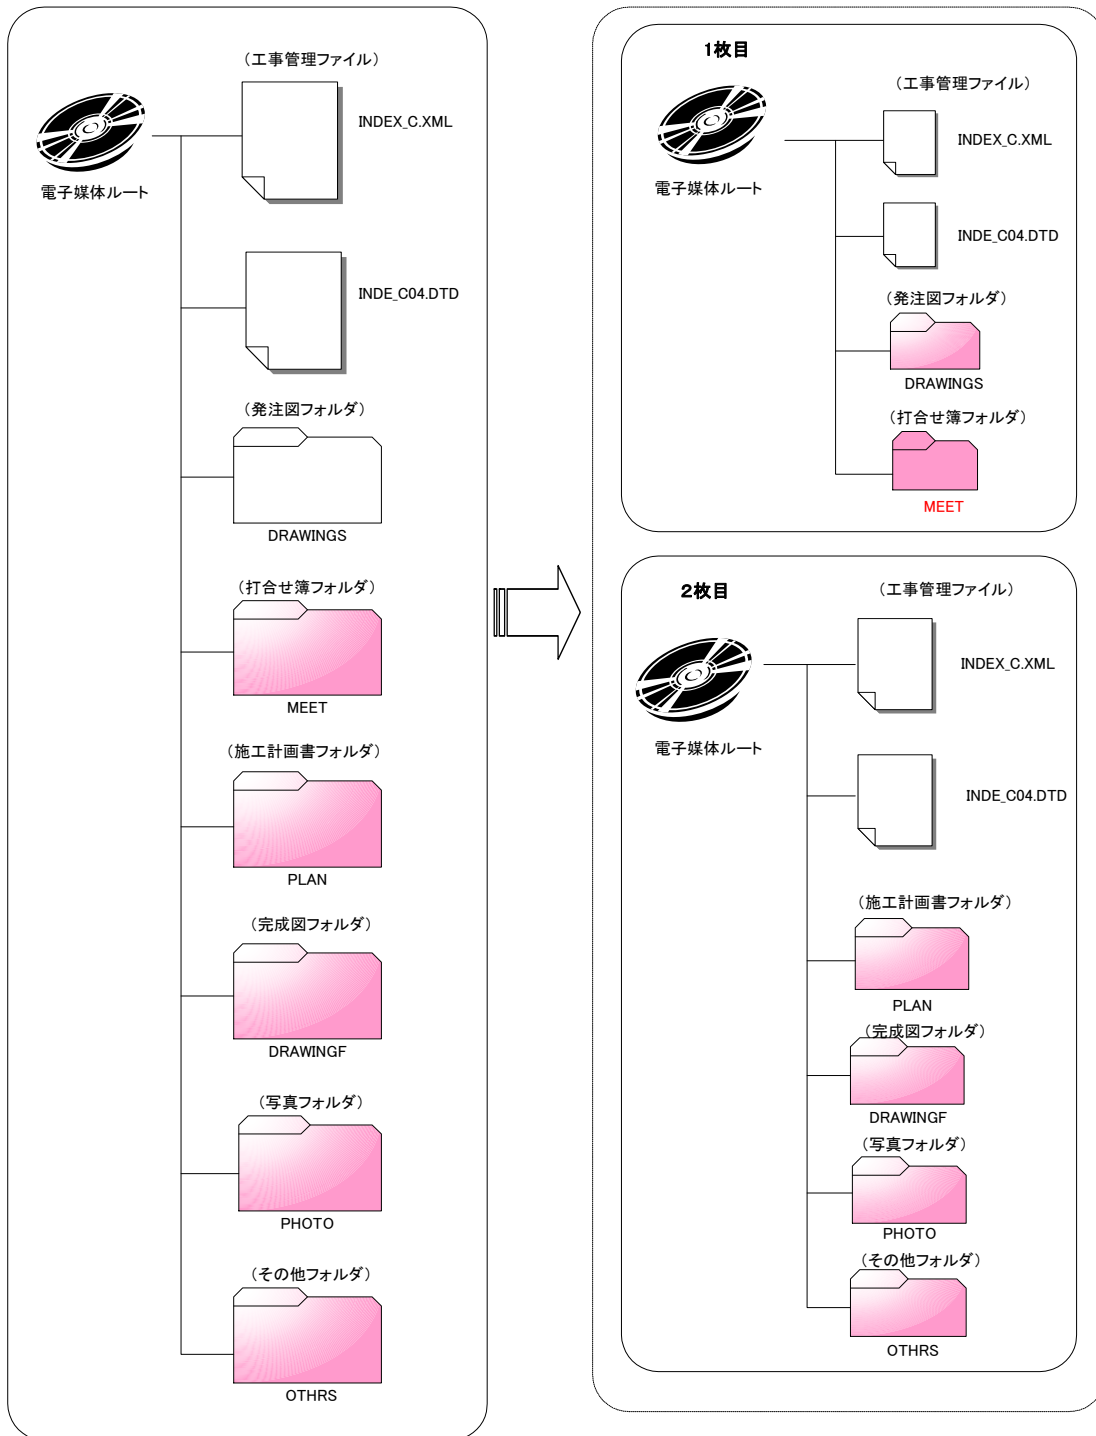 （工事管理ファイル）
INDEX_C.XML
電子媒体ルート
INDE_C04.DTD
（発注図フォルダ）
DRAWINGS
（打合せ簿フォルダ）
MEET
（施工計画書フォルダ）
PLAN
（完成図フォルダ）
DRAWINGF
（写真フォルダ）
PHOTO
（その他フォルダ）
OTHRS
1枚目
（工事管理ファイル）
INDEX_C.XML
電子媒体ルート
INDE_C04.DTD
（発注図フォルダ）
DRAWINGS
（打合せ簿フォルダ）
MEET
2枚目
（工事管理ファイル）
INDEX_C.XML
電子媒体ルート
INDE_C04.DTD
（施工計画書フォルダ）
PLAN
（完成図フォルダ）
DRAWINGF
（写真フォルダ）
PHOTO
（その他フォルダ）
OTHRS